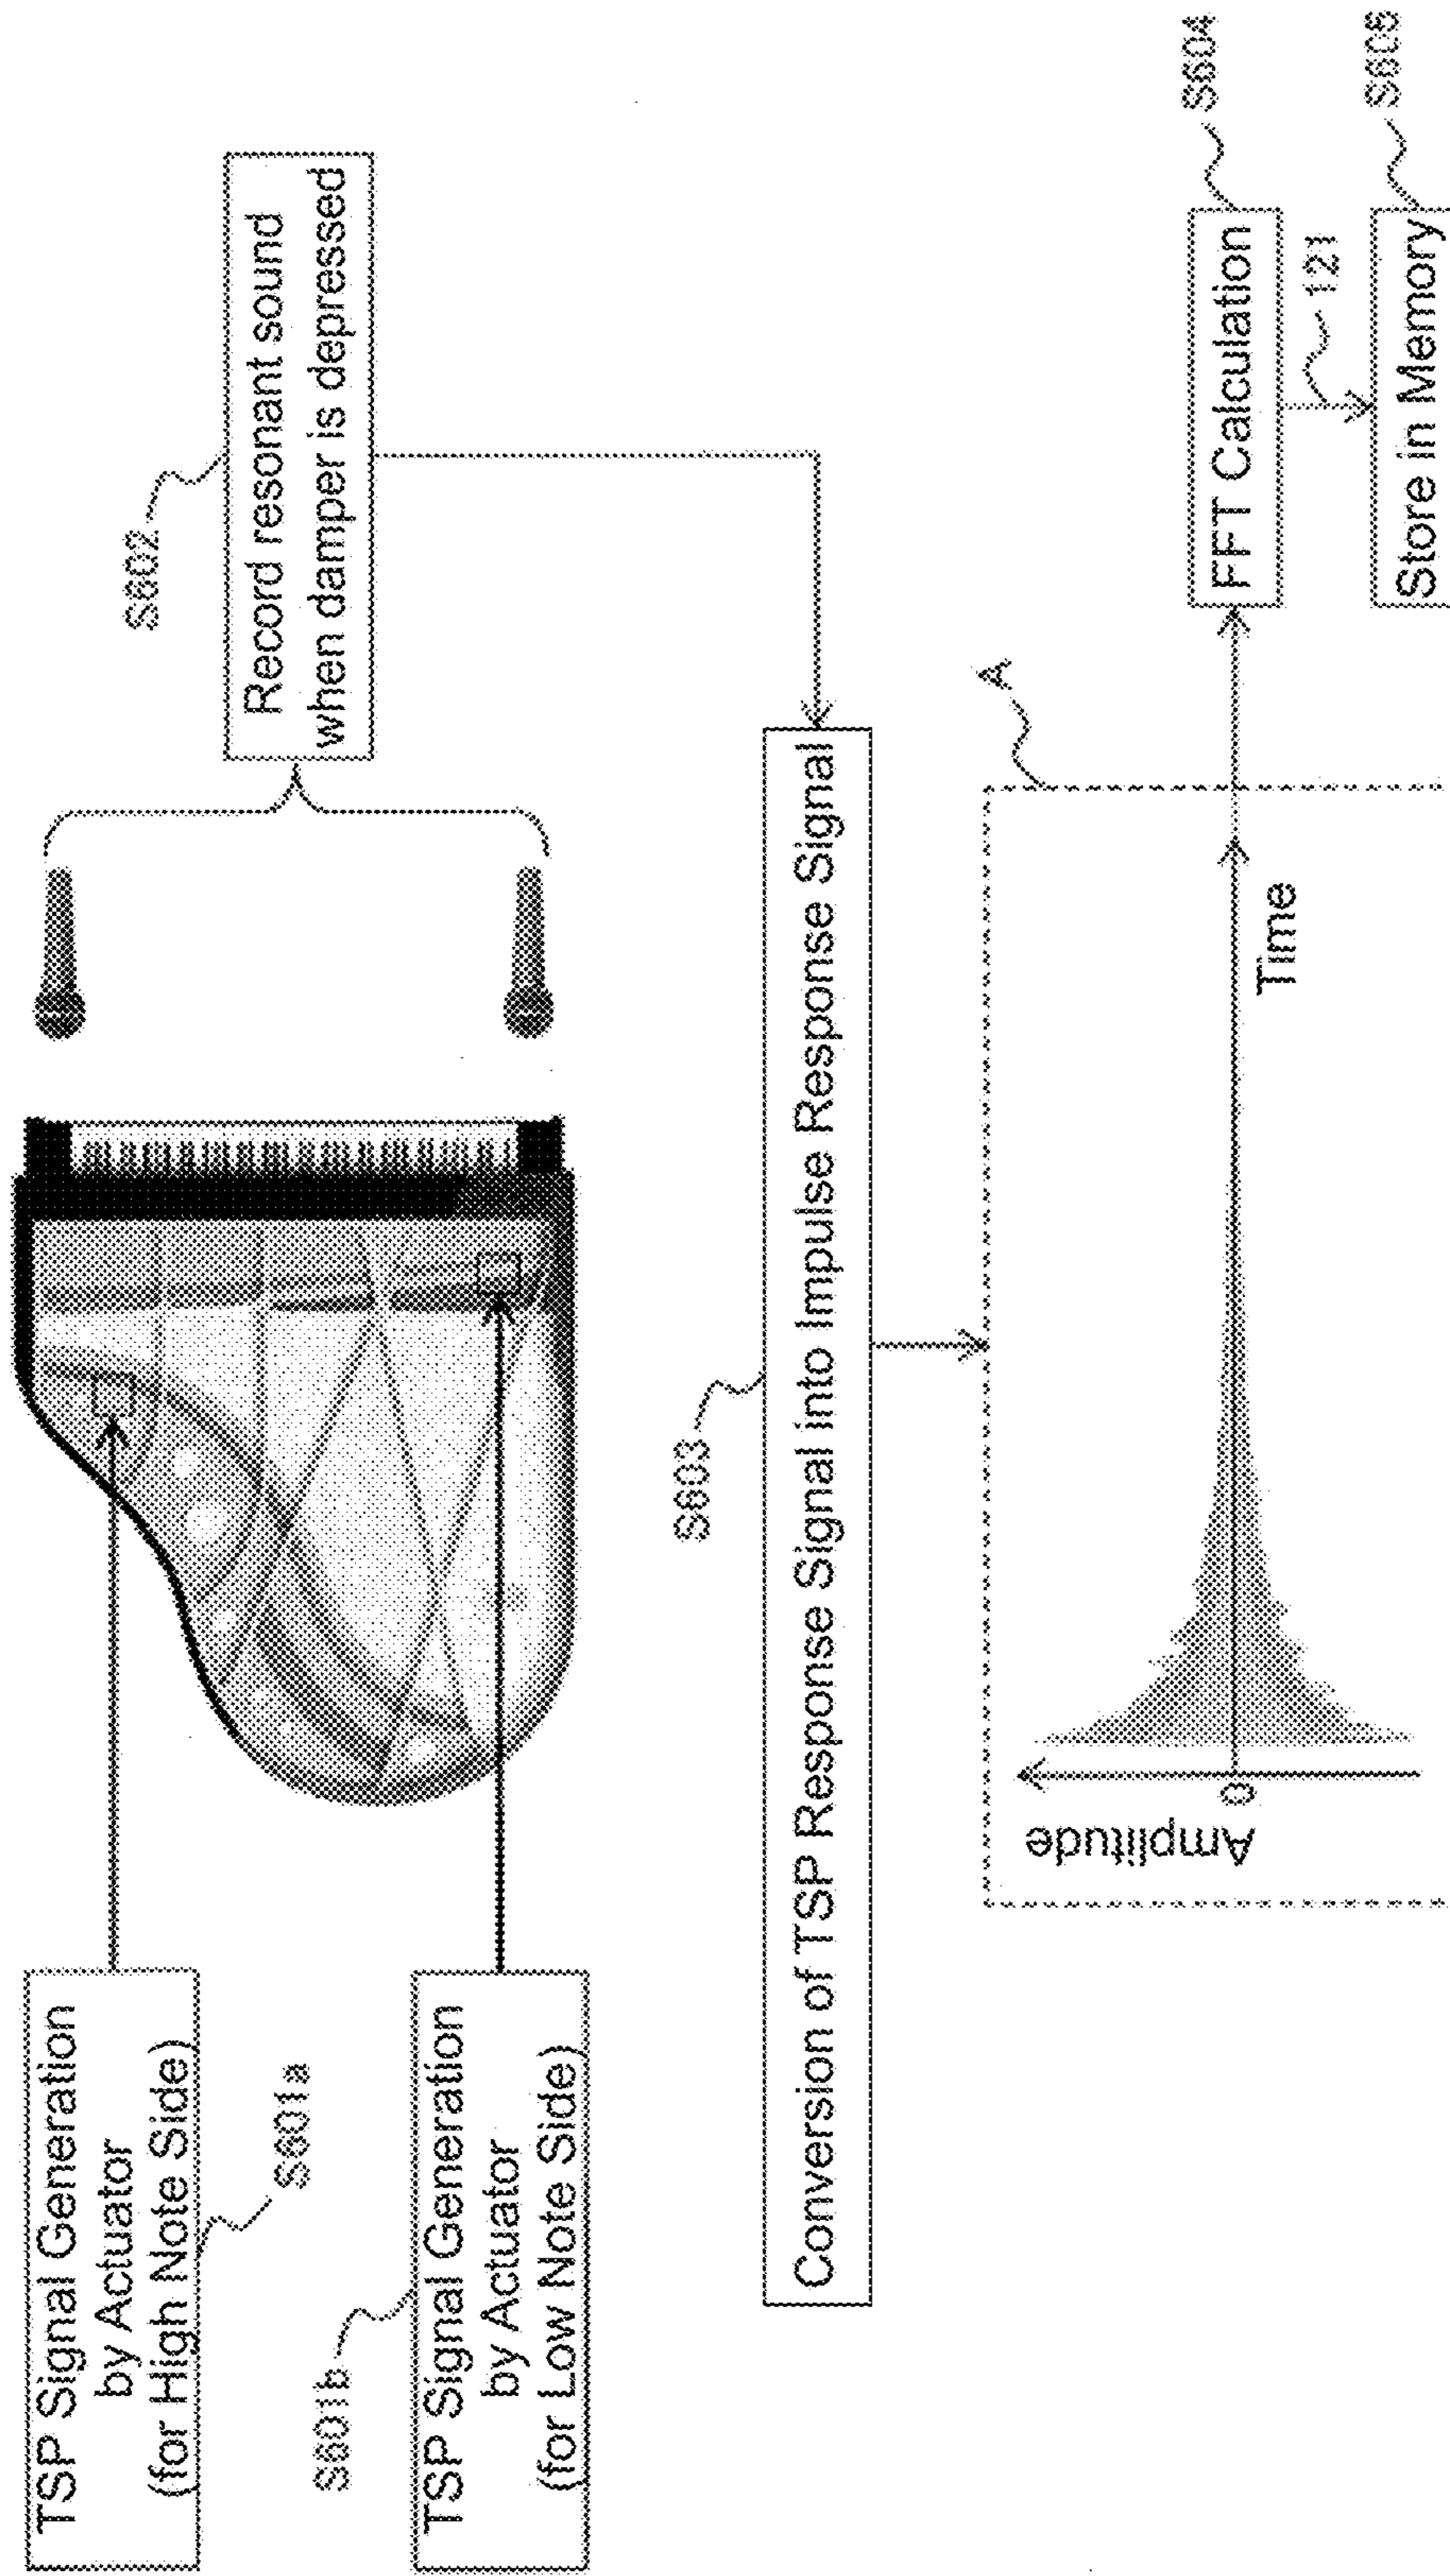 TSP Signal Generation
by Actuator
(for High Note Side)
S601a
S601b
TSP Signal Generation
by Actuator
(for Low Note Side)
S602
Record resonant sound
when damper is depressed
S603
Conversion of TSP Response Signal into Impulse Response Signal
A
Amplitude
0
Time
S604
FFT Calculation
121
S605
Store in Memory